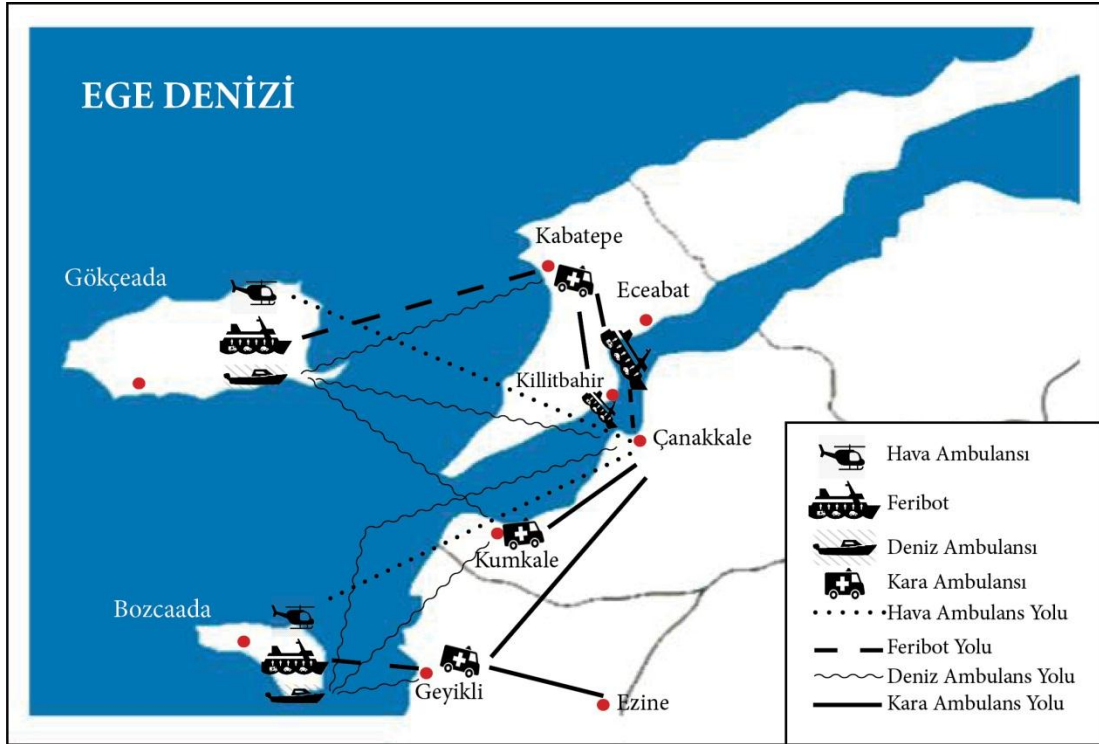 EGE DENİZİ
Kabatepe
Gökçeada
Eceabat
Killitbahir
Çanakkale
Kumkale
Bozcaada
Geyikli
Ezine
Hava Ambulansı
Feribot
Deniz Ambulansı
Kara Ambulansı
Hava Ambulans Yolu
Feribot Yolu
Deniz Ambulans Yolu
Kara Ambulans Yolu